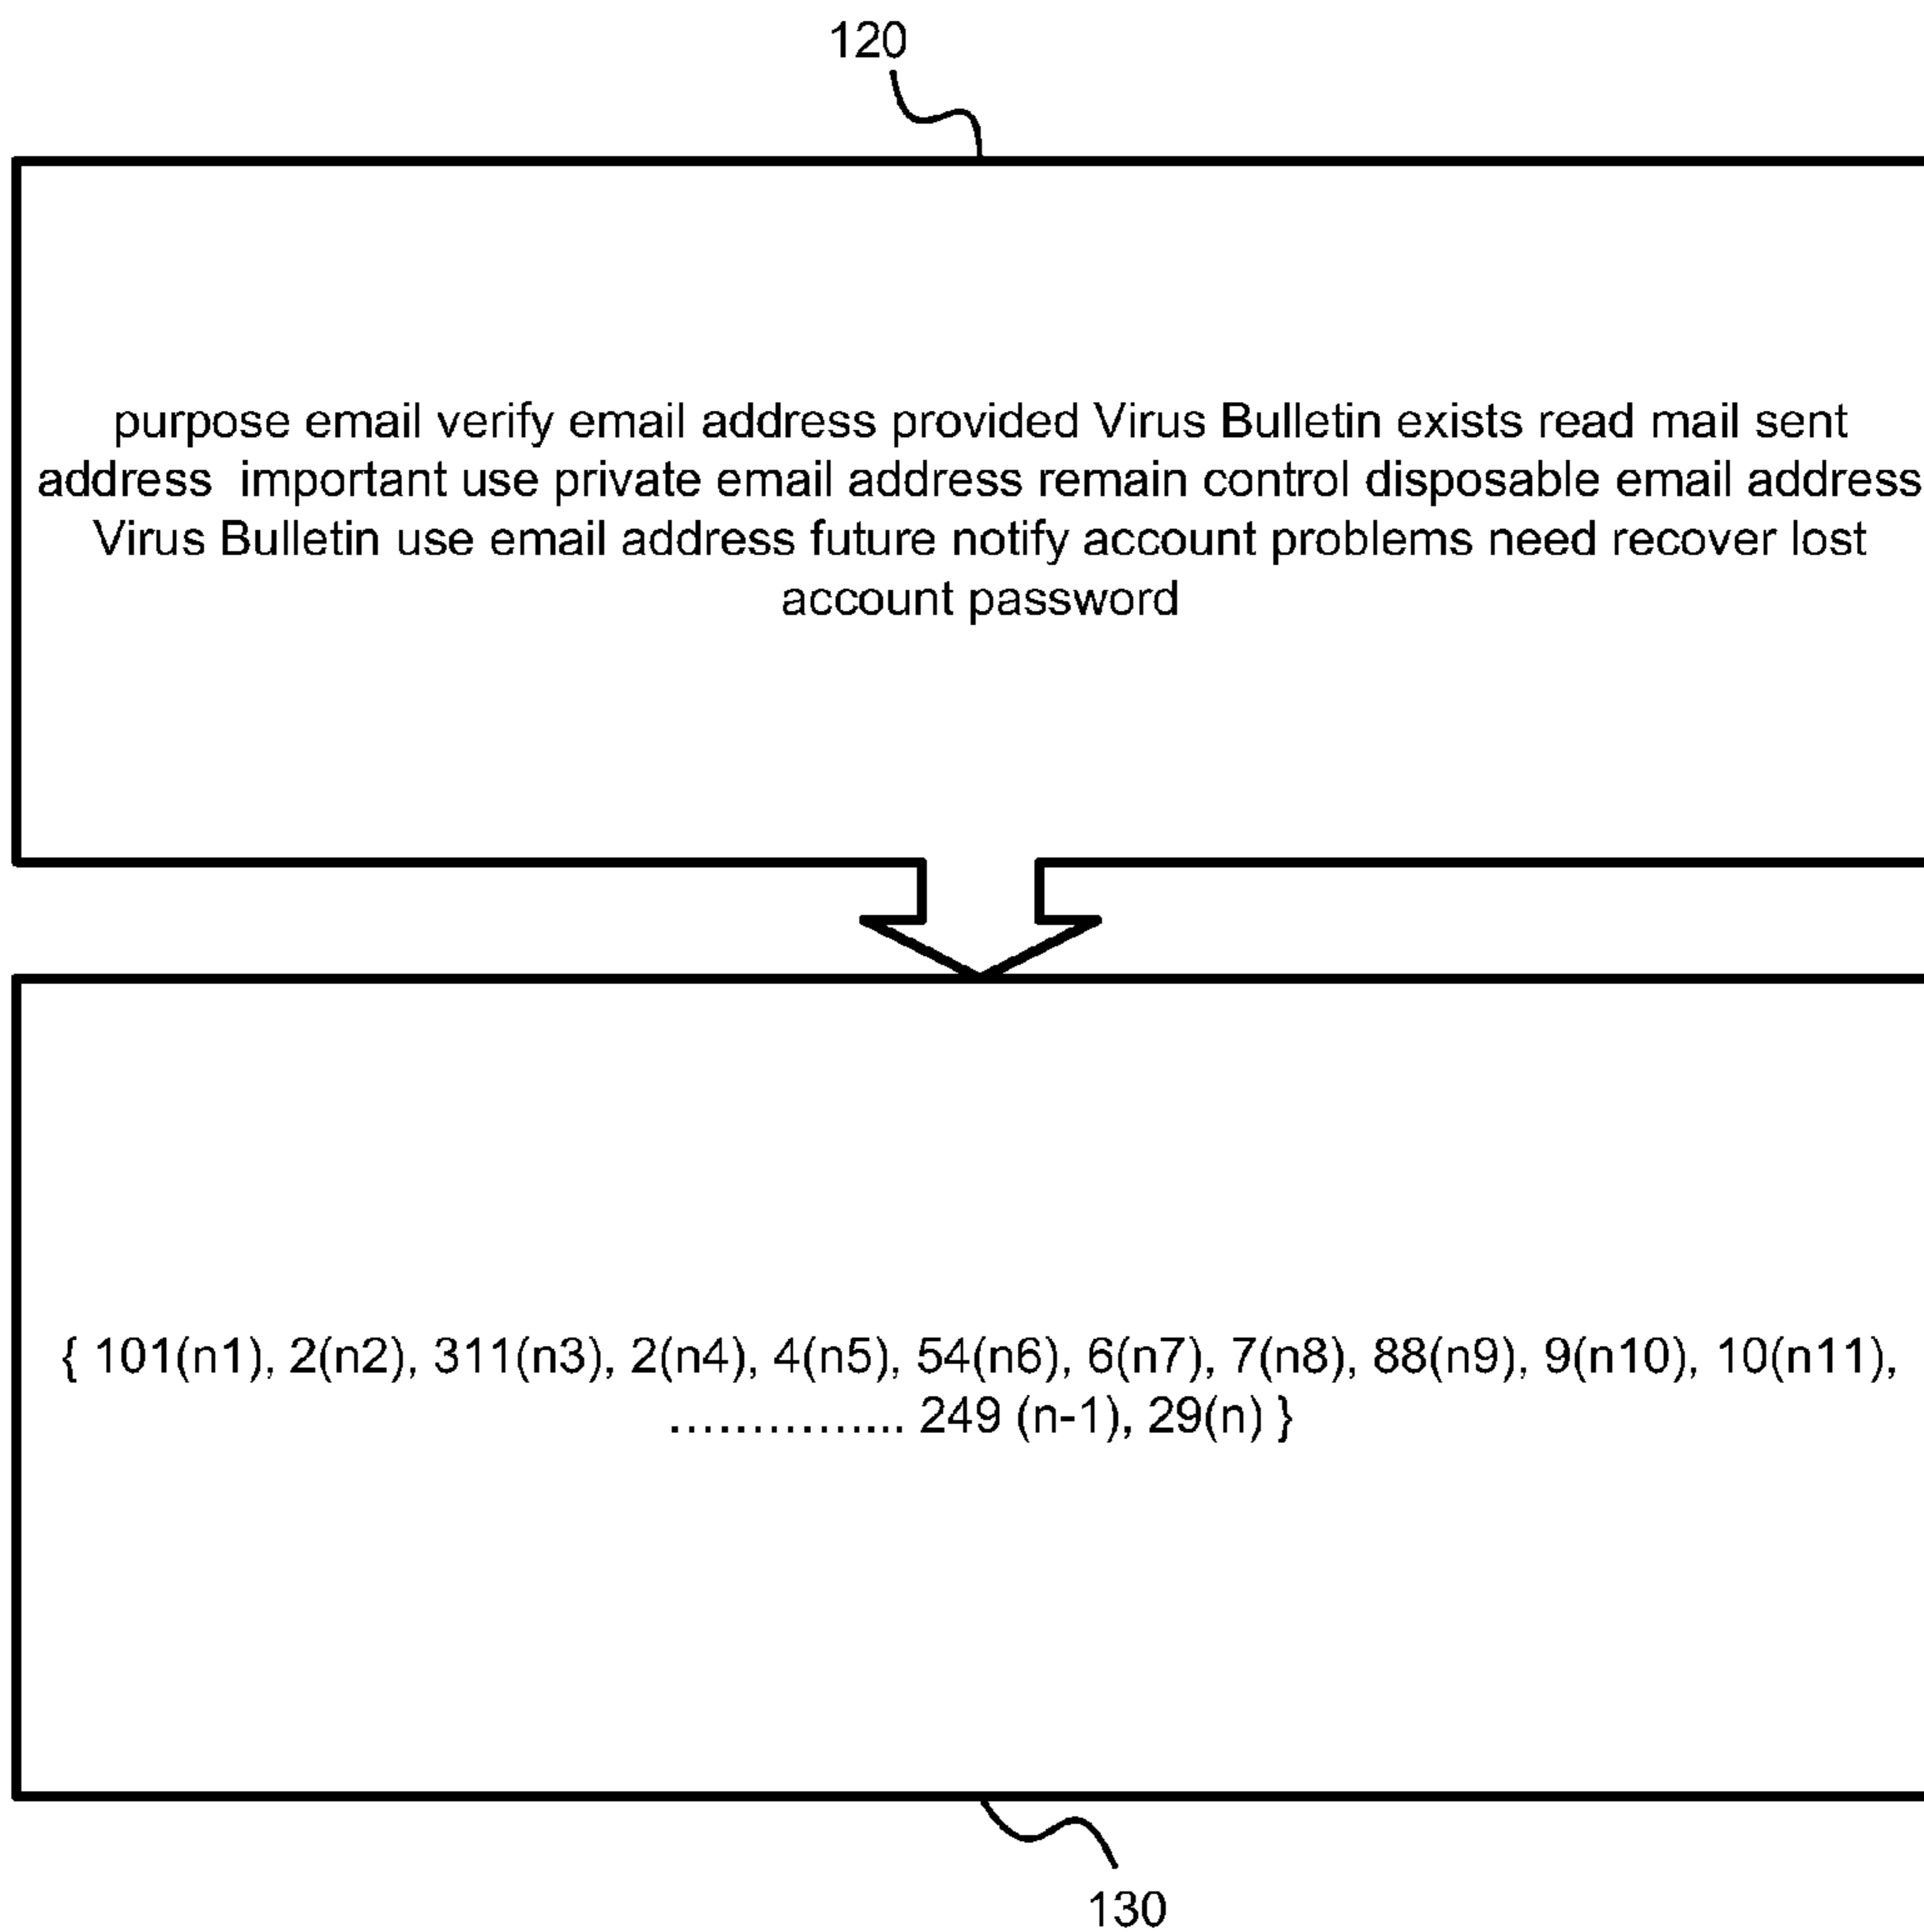 120
purpose email verify email address provided Virus Bulletin exists read mail sent
address  important use private email address remain control disposable email address
Virus Bulletin use email address future notify account problems need recover lost
account password
{ 101(n1), 2(n2), 311(n3), 2(n4), 4(n5), 54(n6), 6(n7), 7(n8), 88(n9), 9(n10), 10(n11),
............... 249 (n-1), 29(n) }
130